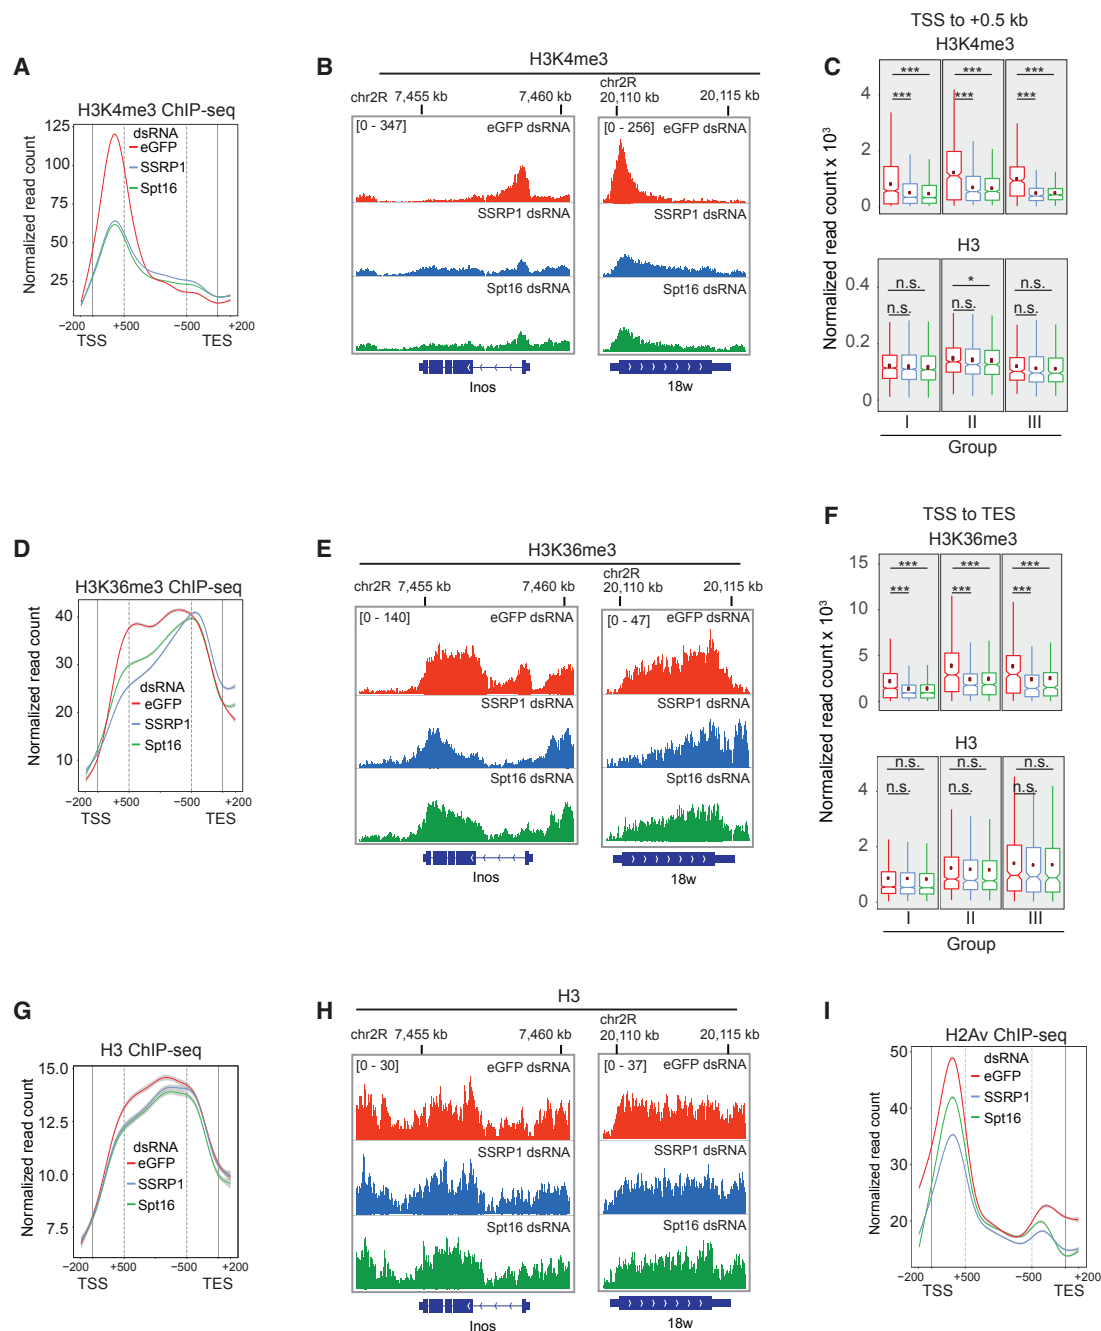 A
H3K4me3 ChIP-seq
Normalized read count
125
100
75
50
25
dsRNA
eGFP
SSRP1
Spt16
−200
+500
−500
+200
TSS
TES
B
H3K4me3
chr2R
7,455 kb
7,460 kb
chr2R
20,110 kb
20,115 kb
[0 - 347]
eGFP dsRNA
SSRP1 dsRNA
Spt16 dsRNA
[0 - 256]
eGFP dsRNA
SSRP1 dsRNA
Spt16 dsRNA
Inos
18w
C
TSS to +0.5 kb
H3K4me3
Normalized read count x 10³
4
2
0
***
***
***
***
***
***
H3
0.4
0.2
0
n.s.
n.s.
*
n.s.
n.s.
n.s.
I
II
III
Group
D
H3K36me3 ChIP-seq
Normalized read count
40
30
20
10
dsRNA
eGFP
SSRP1
Spt16
−200
+500
−500
+200
TSS
TES
E
H3K36me3
chr2R
7,455 kb
7,460 kb
chr2R
20,110 kb
20,115 kb
[0 - 140]
eGFP dsRNA
SSRP1 dsRNA
Spt16 dsRNA
[0 - 47]
eGFP dsRNA
SSRP1 dsRNA
Spt16 dsRNA
Inos
18w
F
TSS to TES
H3K36me3
Normalized read count x 10³
15
10
5
0
***
***
***
***
***
***
H3
4
2
0
n.s.
n.s.
n.s.
n.s.
n.s.
n.s.
I
II
III
Group
G
H3 ChIP-seq
Normalized read count
15.0
12.5
10.0
7.5
dsRNA
eGFP
SSRP1
Spt16
−200
+500
−500
+200
TSS
TES
H
H3
chr2R
7,455 kb
7,460 kb
chr2R
20,110 kb
20,115 kb
[0 - 30]
eGFP dsRNA
SSRP1 dsRNA
Spt16 dsRNA
[0 - 37]
eGFP dsRNA
SSRP1 dsRNA
Spt16 dsRNA
Inos
18w
I
H2Av ChIP-seq
Normalized read count
50
40
30
20
dsRNA
eGFP
SSRP1
Spt16
−200
+500
−500
+200
TSS
TES